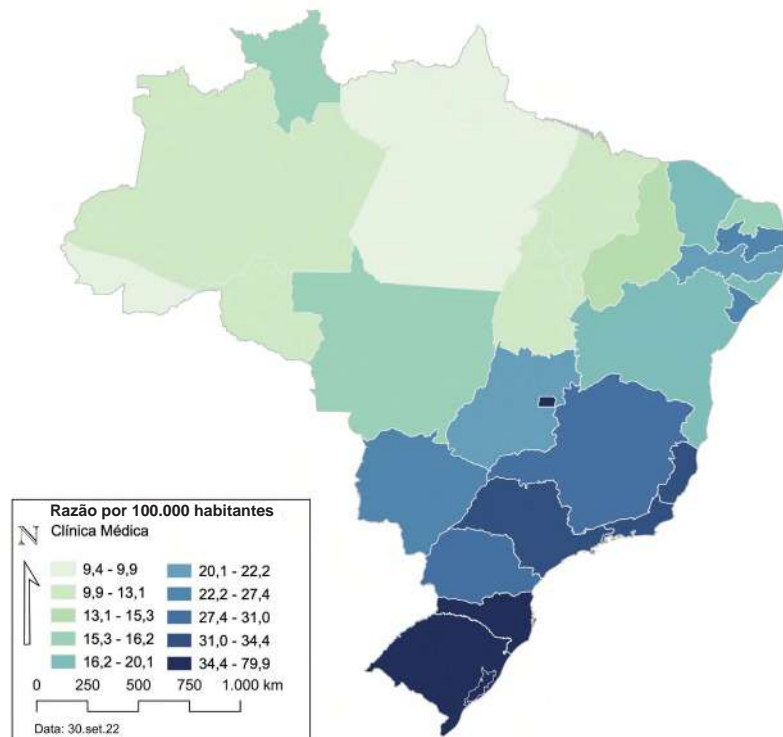 Razão por 100.000 habitantes
N Clínica Médica
9,4 - 9,9
9,9 - 13,1
13,1 - 15,3
15,3 - 16,2
16,2 - 20,1
20,1 - 22,2
22,2 - 27,4
27,4 - 31,0
31,0 - 34,4
34,4 - 79,9
0 250 500 750 1.000 km
Data: 30.set.22